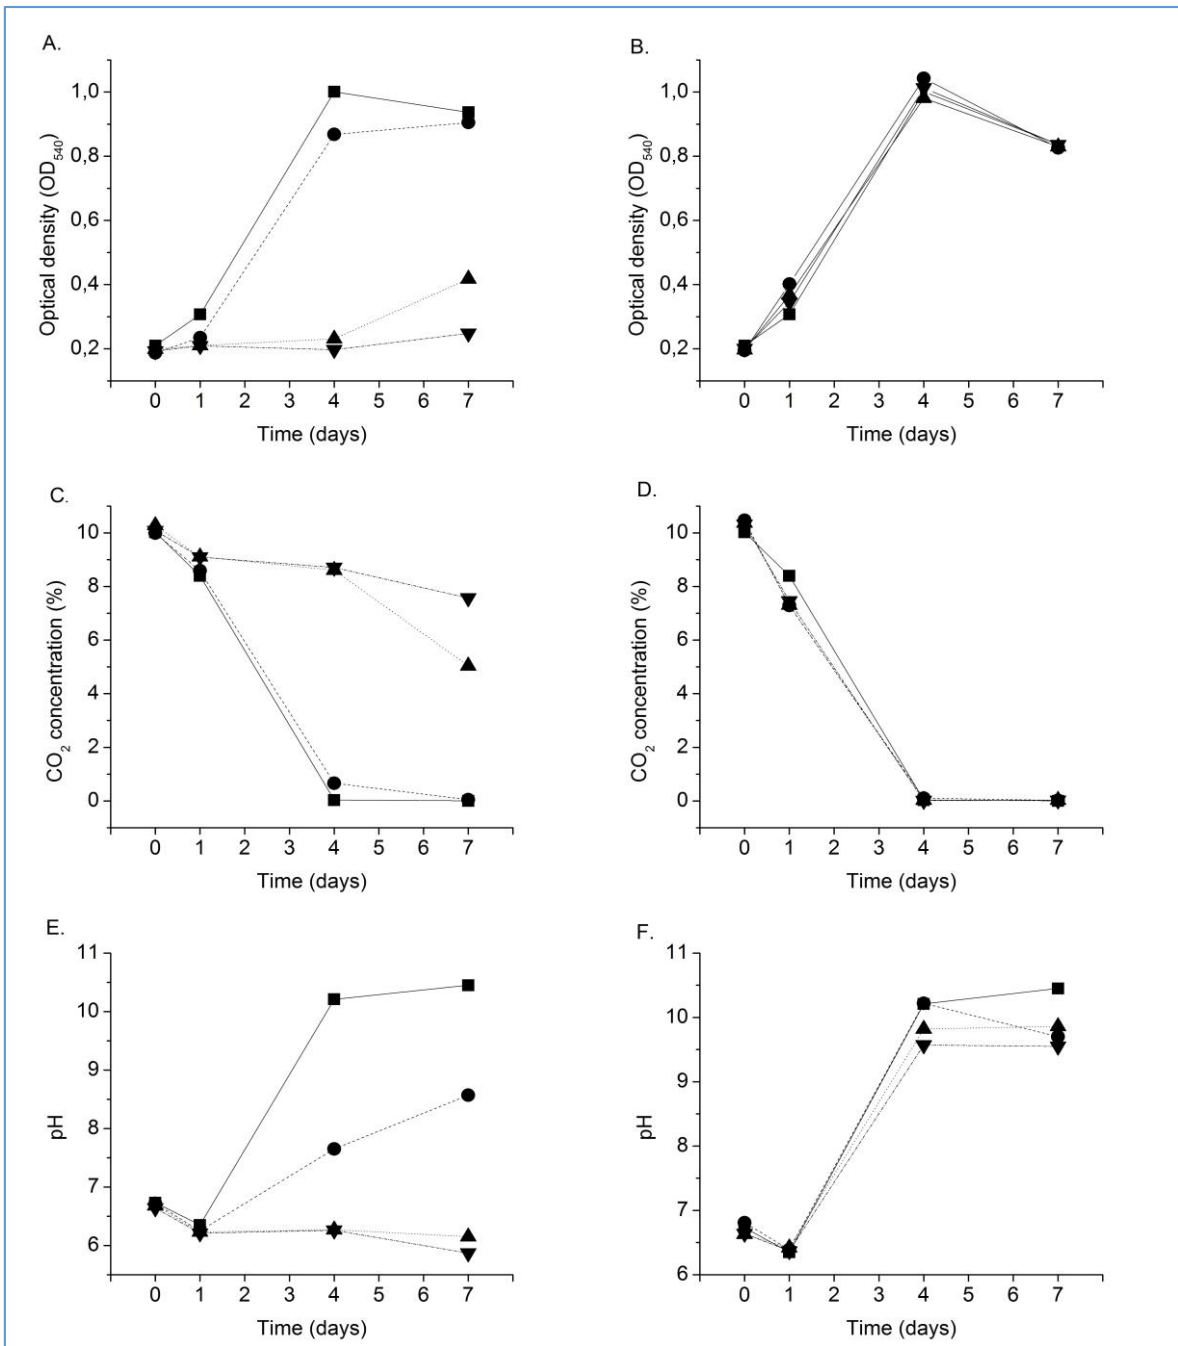 A.
Optical density (OD540)
1,0
0,8
0,6
0,4
0,2
0 1 2 3 4 5 6 7
Time (days)
B.
Optical density (OD540)
1,0
0,8
0,6
0,4
0,2
0 1 2 3 4 5 6 7
Time (days)
C.
CO2 concentration (%)
10
8
6
4
2
0
0 1 2 3 4 5 6 7
Time (days)
D.
CO2 concentration (%)
10
8
6
4
2
0
0 1 2 3 4 5 6 7
Time (days)
E.
pH
11
10
9
8
7
6
0 1 2 3 4 5 6 7
Time (days)
F.
pH
11
10
9
8
7
6
0 1 2 3 4 5 6 7
Time (days)